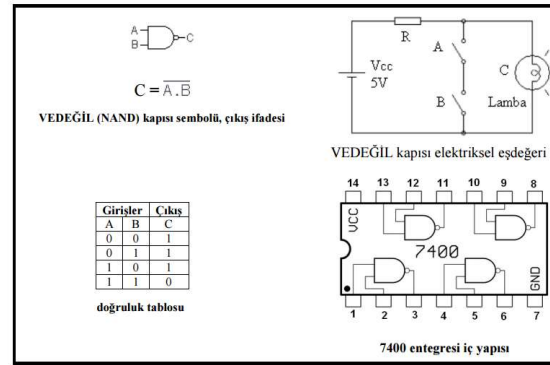 A
B
C
C = A.B
VEDEĞİL (NAND) kapısı sembolü, çıkış ifadesi
R
A
Vcc
5V
B
C
Lamba
VEDEĞİL kapısı elektriksel eşdeğeri
Girişler Çıkış
A B C
0 0 1
0 1 1
1 0 1
1 1 0
doğruluk tablosu
14 13 12 11 10 9 8
VCC
7400
GND
1 2 3 4 5 6 7
7400 entegresi iç yapısı